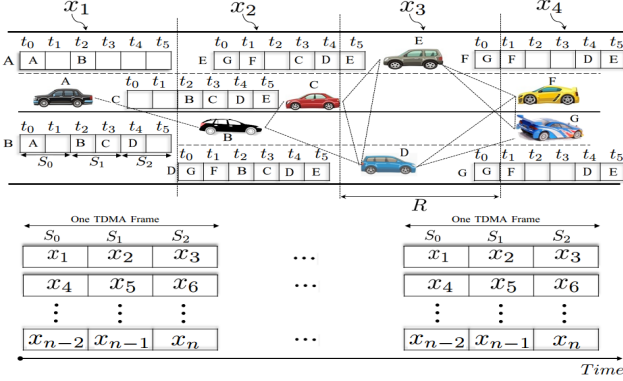 x₁ x₂ x₃ x₄
t₀ t₁ t₂ t₃ t₄ t₅ t₀ t₁ t₂ t₃ t₄ t₅ E t₀ t₁ t₂ t₃ t₄ t₅
A A B E G F C D E F G F D E
A t₀ t₁ t₂ t₃ t₄ t₅ C F
C B C D E
t₀ t₁ t₂ t₃ t₄ t₅ B G
B A B C D
S₀ S₁ S₂ t₀ t₁ t₂ t₃ t₄ t₅ D t₀ t₁ t₂ t₃ t₄ t₅
D G F B C D E G G F D E
R
One TDMA Frame One TDMA Frame
S₀ S₁ S₂ S₀ S₁ S₂
x₁ x₂ x₃ ... x₁ x₂ x₃
x₄ x₅ x₆ ... x₄ x₅ x₆
⋮ ⋮ ⋮ ⋮ ⋮ ⋮
xₙ₋₂ xₙ₋₁ xₙ ... xₙ₋₂ xₙ₋₁ xₙ
Time